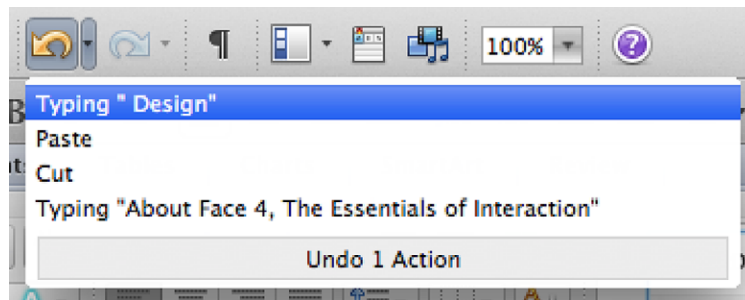 100%
?
Typing " Design"
B
Paste
Cut
Typing "About Face 4, The Essentials of Interaction"
Undo 1 Action